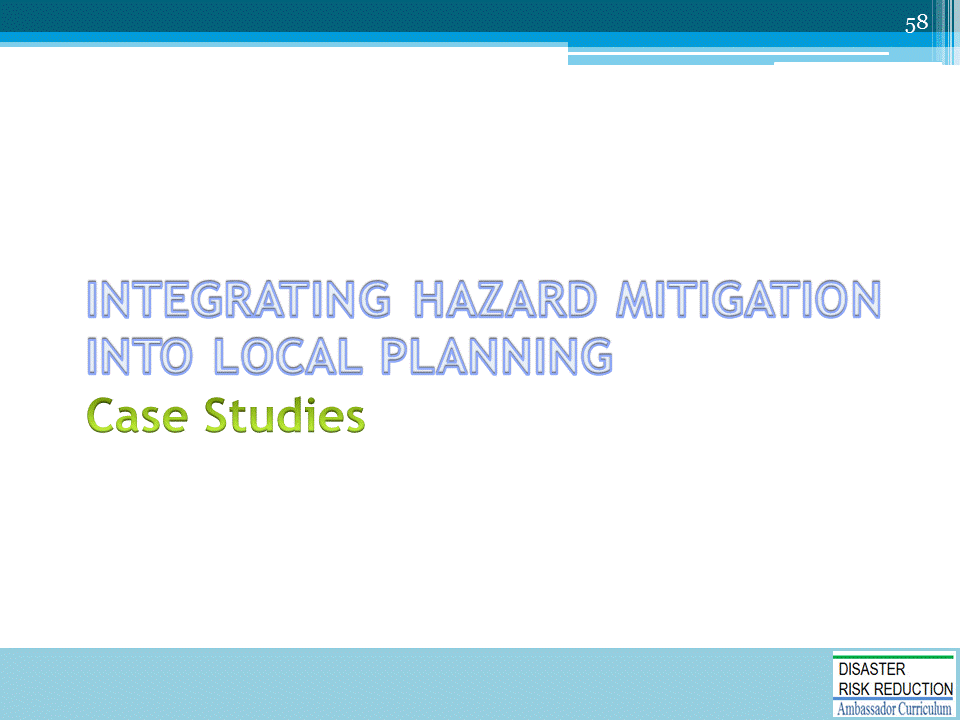 58
INTEGRATING HAZARD MITIGATION
INTO LOCAL PLANNING
Case Studies
DISASTER
RISK REDUCTION
Ambassador Curriculum